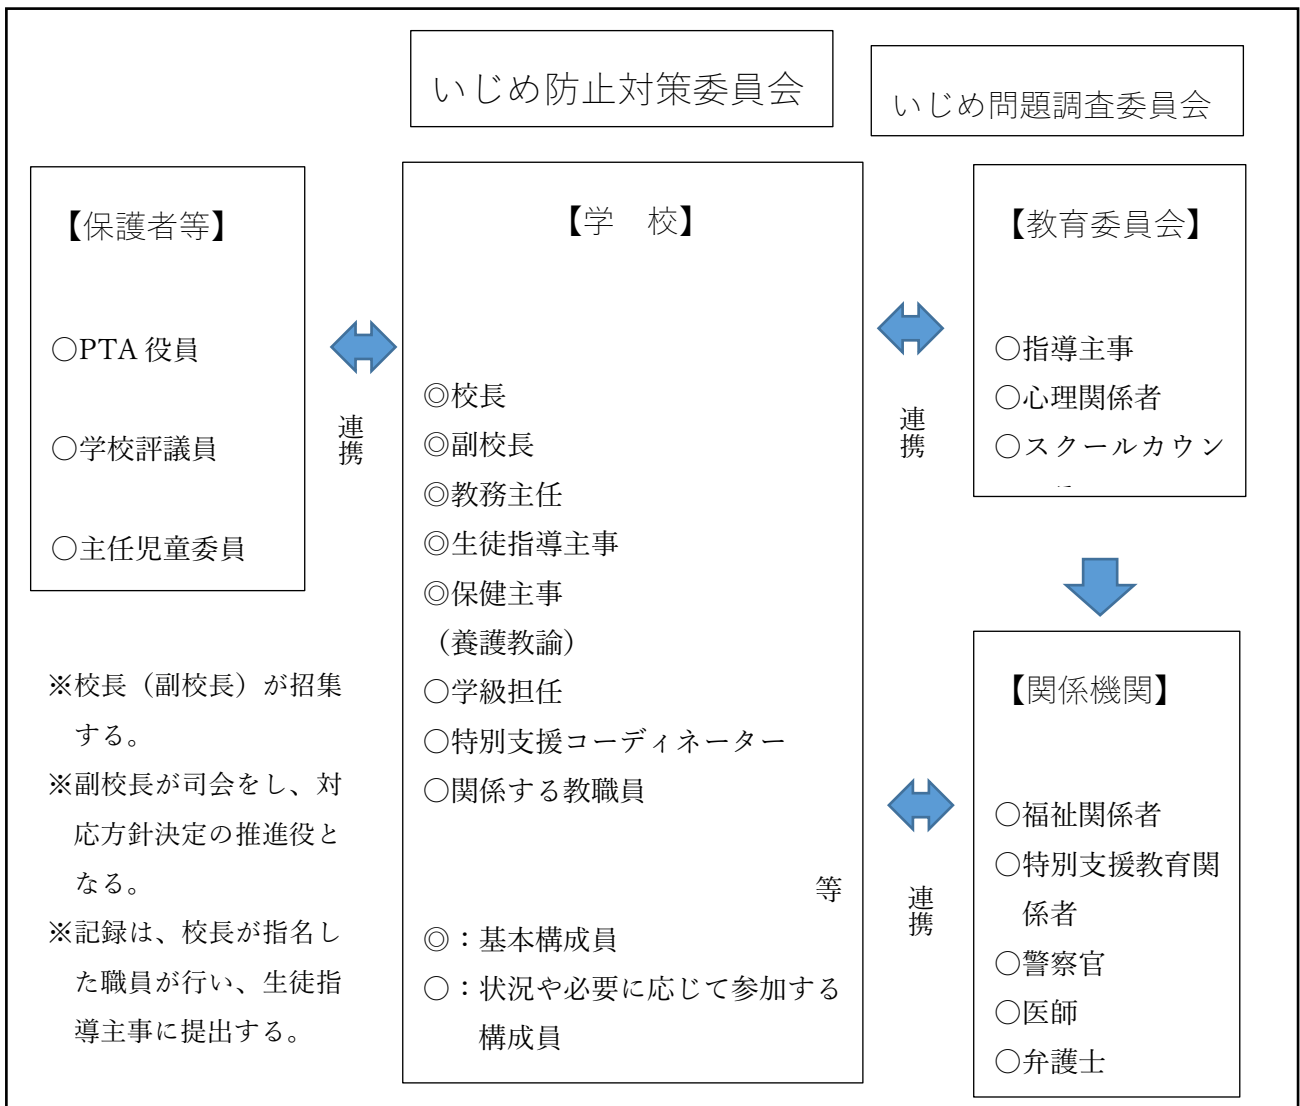 いじめ防止対策委員会
いじめ問題調査委員会
【保護者等】
○PTA 役員
○学校評議員
○主任児童委員
連携
【学　校】
◎校長
◎副校長
◎教務主任
◎生徒指導主事
◎保健主事
（養護教諭）
○学級担任
○特別支援コーディネーター
○関係する教職員
等
◎：基本構成員
○：状況や必要に応じて参加する
構成員
連携
【教育委員会】
○指導主事
○心理関係者
○スクールカウン
連携
【関係機関】
○福祉関係者
○特別支援教育関
係者
○警察官
○医師
○弁護士
※校長（副校長）が招集
する。
※副校長が司会をし、対
応方針決定の推進役と
なる。
※記録は、校長が指名し
た職員が行い、生徒指
導主事に提出する。